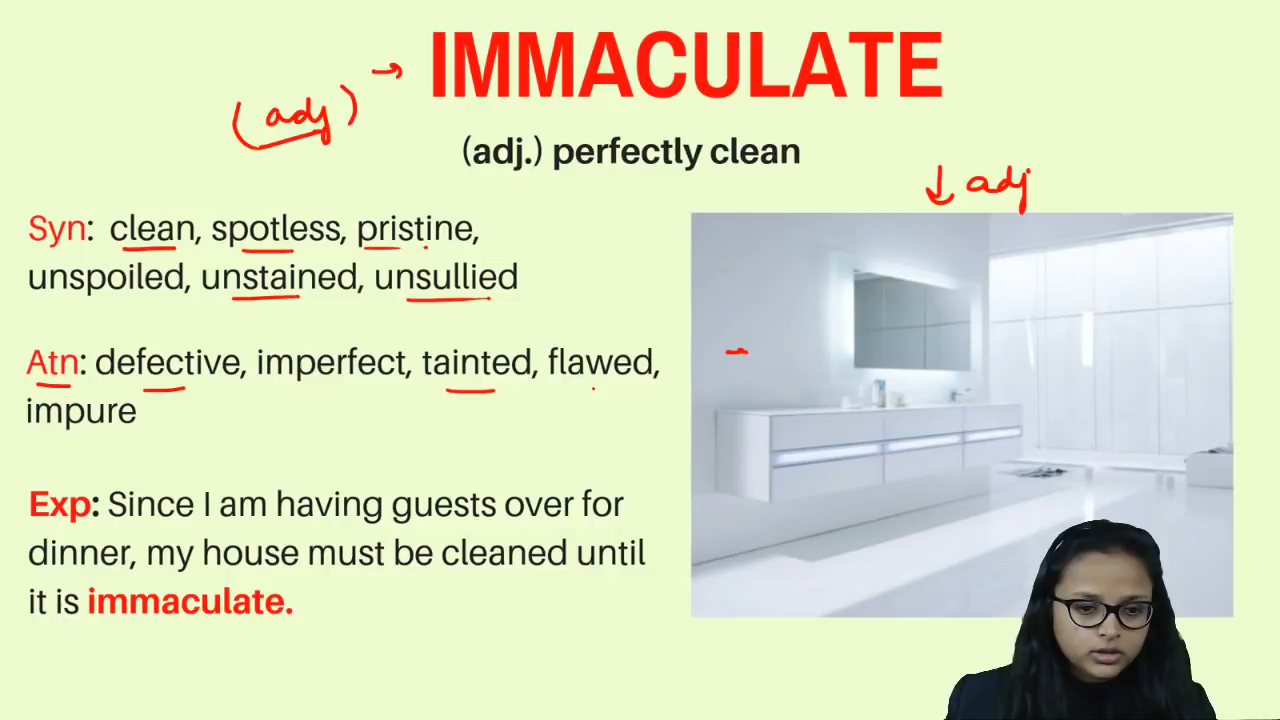 IMMACULATE
(adj) →
(adj.) perfectly clean
↓ adj
Syn: clean, spotless, pristine,
unspoiled, unstained, unsullied
Atn: defective, imperfect, tainted, flawed,
impure
Exp: Since I am having guests over for
dinner, my house must be cleaned until
it is immaculate.